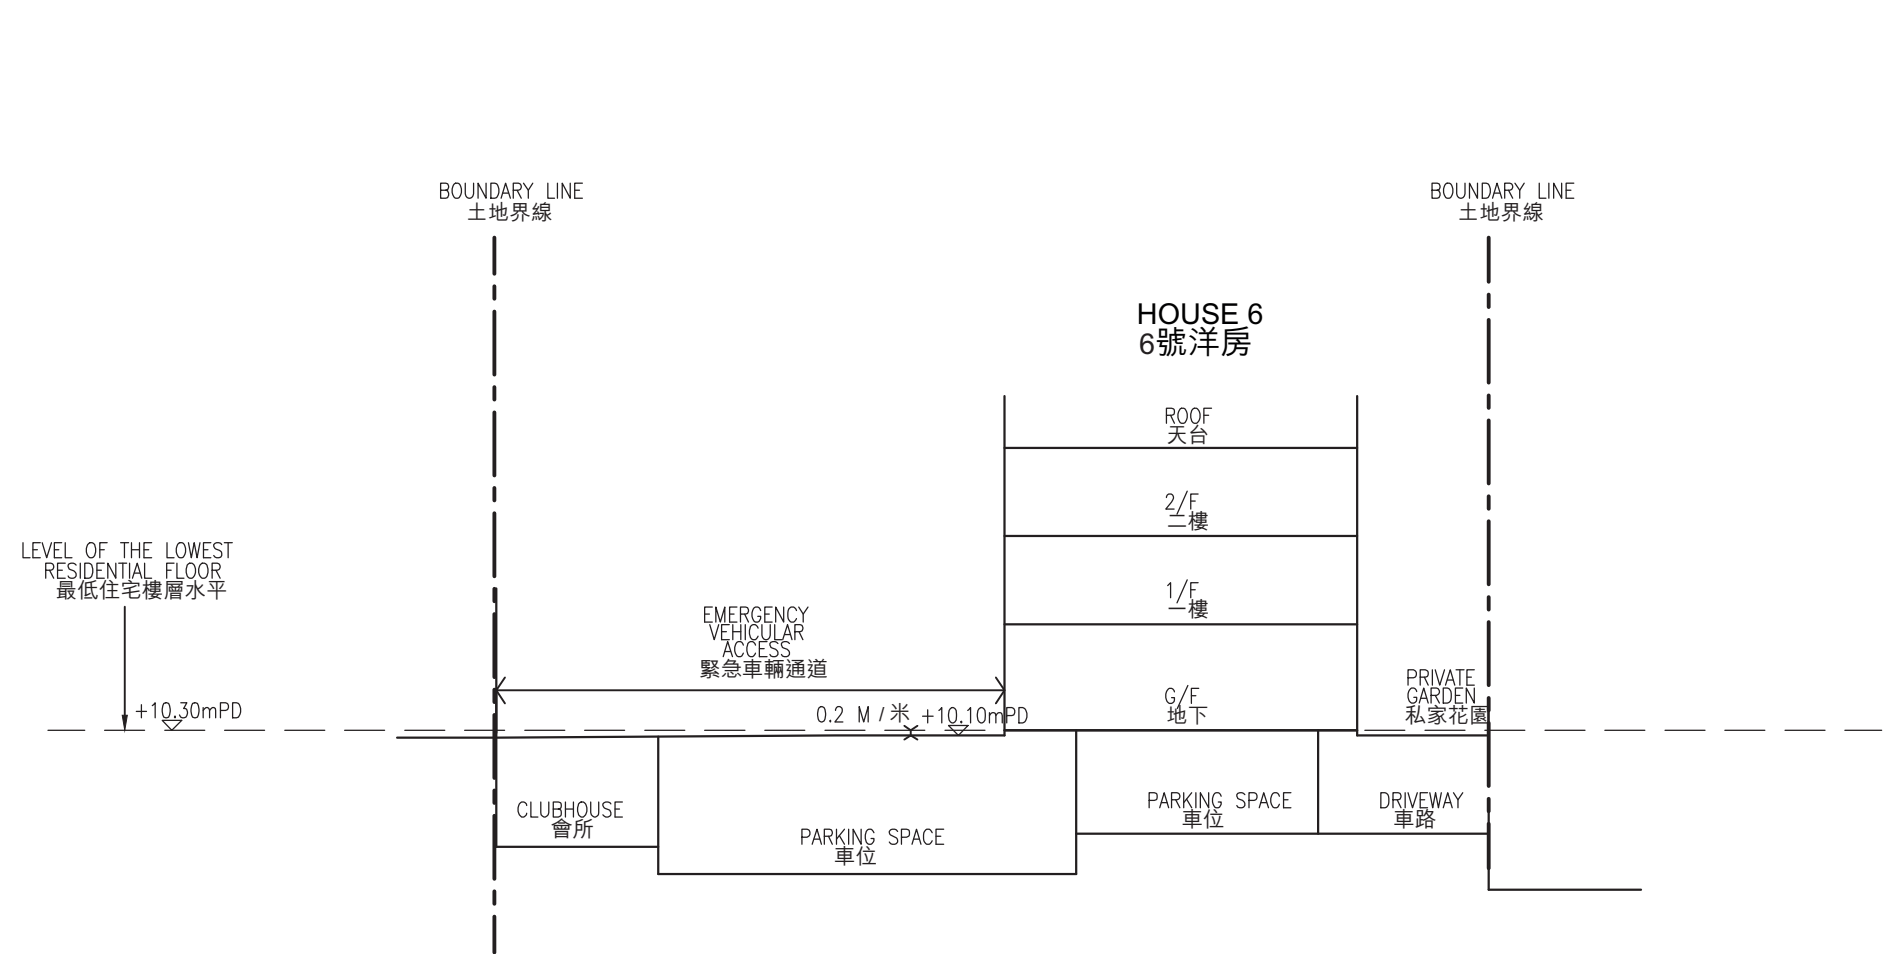 BOUNDARY LINE
土地界線
BOUNDARY LINE
土地界線
HOUSE 6
6號洋房
ROOF
天台
2/F
二樓
LEVEL OF THE LOWEST
RESIDENTIAL FLOOR
最低住宅樓層水平
1/F
一樓
EMERGENCY
VEHICULAR
ACCESS
緊急車輛通道
PRIVATE
GARDEN
私家花園
G/F
地下
+10.30mPD
0.2 M / 米
+10.10mPD
CLUBHOUSE
會所
PARKING SPACE
車位
PARKING SPACE
車位
DRIVEWAY
車路